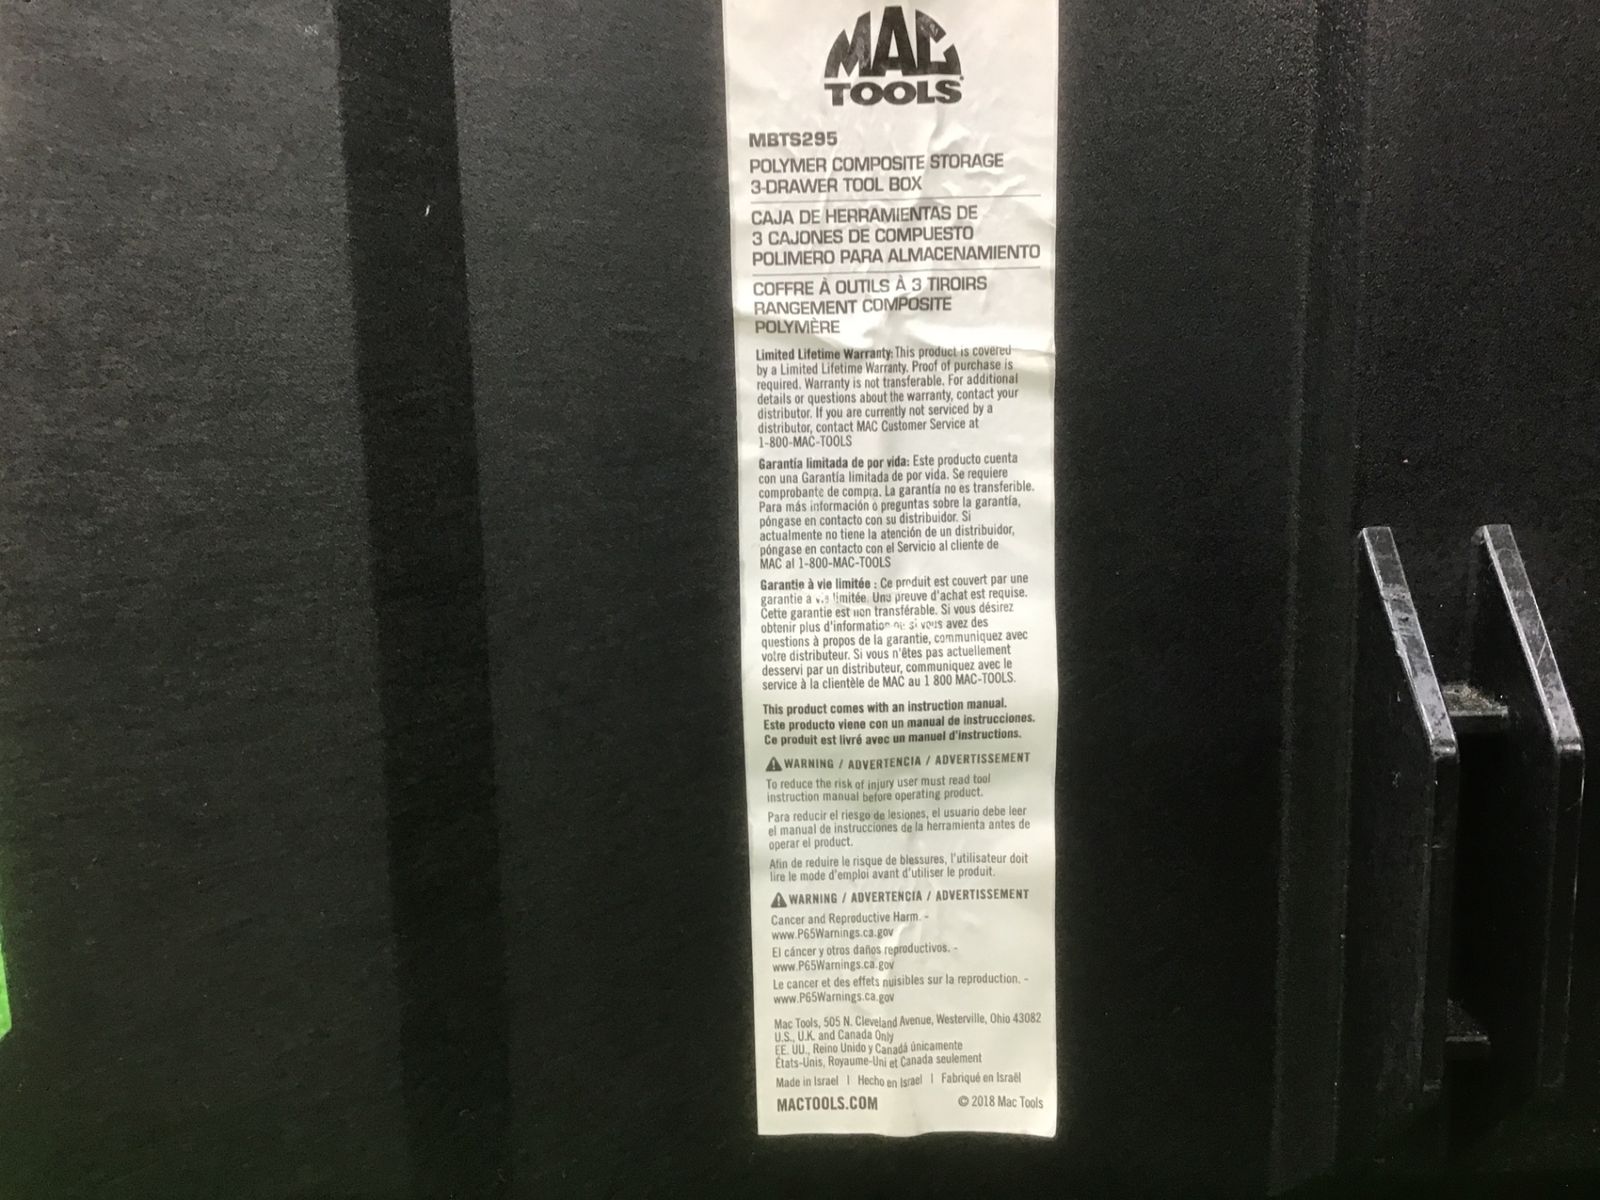 MAC
TOOLS
MBTS295
POLYMER COMPOSITE STORAGE
3-DRAWER TOOL BOX
CAJA DE HERRAMIENTAS DE
3 CAJONES DE COMPUESTO
POLIMERO PARA ALMACENAMIENTO
COFFRE À OUTILS À 3 TIROIRS
RANGEMENT COMPOSITE
POLYMÈRE
Limited Lifetime Warranty: This product is covered
by a Limited Lifetime Warranty. Proof of purchase is
required. Warranty is not transferable. For additional
details or questions about the warranty, contact your
distributor. If you are currently not serviced by a
distributor, contact MAC Customer Service at
1-800-MAC-TOOLS
Garantía limitada de por vida: Este producto cuenta
con una Garantía limitada de por vida. Se requiere
comprobante de compra. La garantía no es transferible.
Para más información o preguntas sobre la garantía,
póngase en contacto con su distribuidor. Si
actualmente no tiene la atención de un distribuidor,
póngase en contacto con el Servicio al cliente de
MAC al 1-800-MAC-TOOLS
Garantie à vie limitée : Ce produit est couvert par une
garantie a limitée. Une preuve d'achat est requise.
Cette garantie est non transférable. Si vous désirez
obtenir plus d'information ou si vous avez des
questions à propos de la garantie, communiquez avec
votre distributeur. Si vous n'êtes pas actuellement
desservi par un distributeur, communiquez avec le
service à la clientèle de MAC au 1 800 MAC-TOOLS.
This product comes with an instruction manual.
Este producto viene con un manual de instrucciones.
Ce produit est livré avec un manuel d'instructions.
WARNING / ADVERTENCIA / ADVERTISSEMENT
To reduce the risk of injury user must read tool
instruction manual before operating product.
Para reducir el riesgo de lesiones, el usuario debe leer
el manual de instrucciones de la herramienta antes de
operar el product.
Afin de reduire le risque de blessures, l'utilisateur doit
lire le mode d'emploi avant d'utiliser le produit.
WARNING / ADVERTENCIA / ADVERTISSEMENT
Cancer and Reproductive Harm. -
www.P65Warnings.ca.gov
El cáncer y otros daños reproductivos. -
www.P65Warnings.ca.gov
Le cancer et des effets nuisibles sur la reproduction. -
www.P65Warnings.ca.gov
Mac Tools, 505 N. Cleveland Avenue, Westerville, Ohio 43082
U.S., U.K. and Canada Only
EE. UU., Reino Unido y Canadá únicamente
États-Unis, Royaume-Uni et Canada seulement
Made in Israel | Hecho en Israel | Fabriqué en Israël
MACTOOLS.COM © 2018 Mac Tools